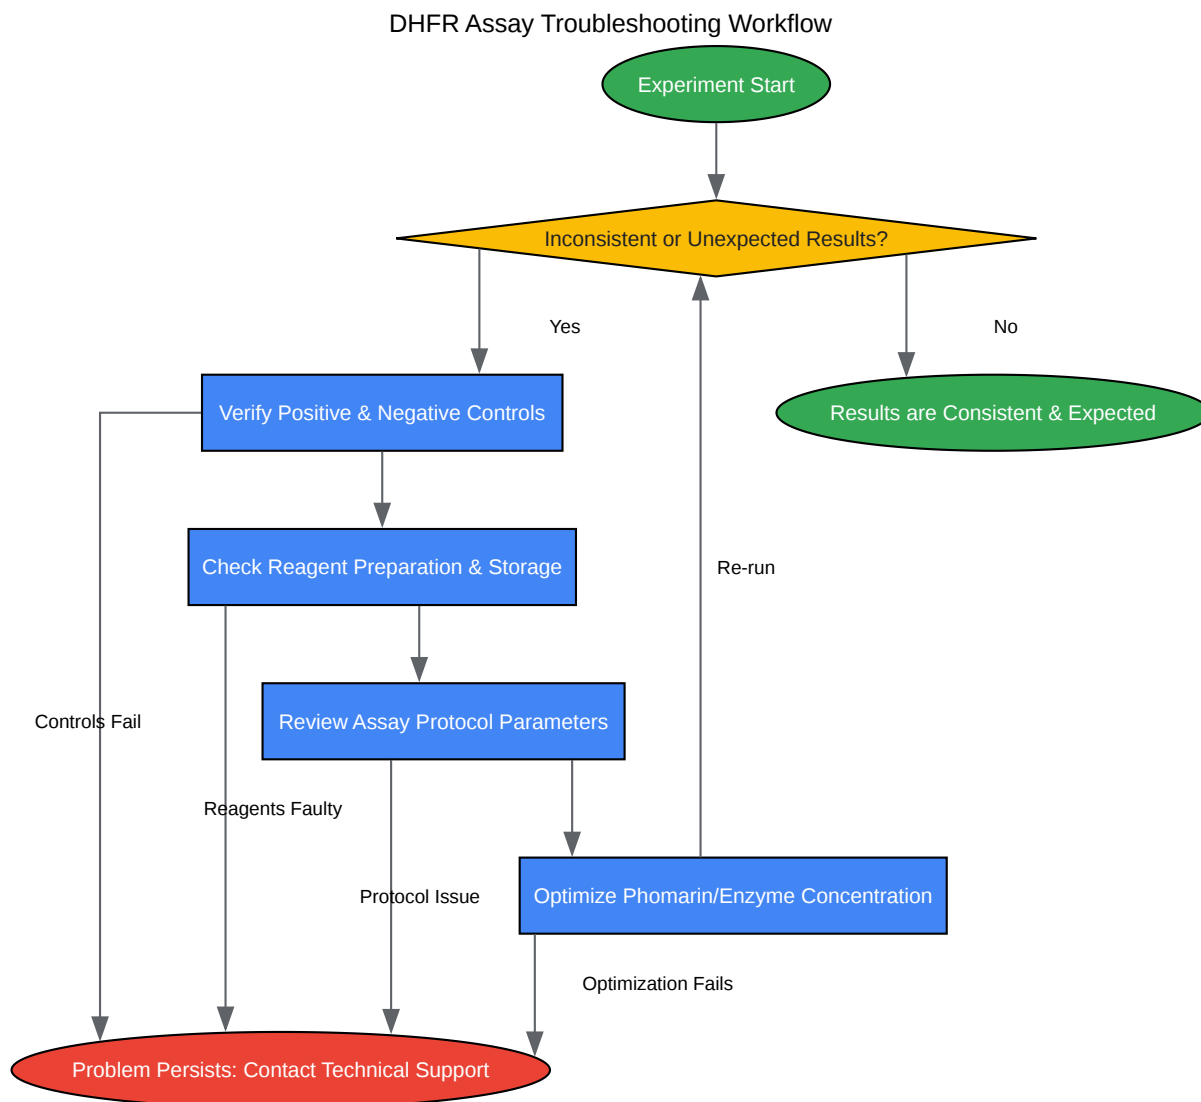 DHFR Assay Troubleshooting Workflow
Experiment Start
Inconsistent or Unexpected Results?
Yes
No
Verify Positive & Negative Controls
Results are Consistent & Expected
Check Reagent Preparation & Storage
Re-run
Review Assay Protocol Parameters
Controls Fail
Reagents Faulty
Protocol Issue
Optimize Phomarin/Enzyme Concentration
Optimization Fails
Problem Persists: Contact Technical Support